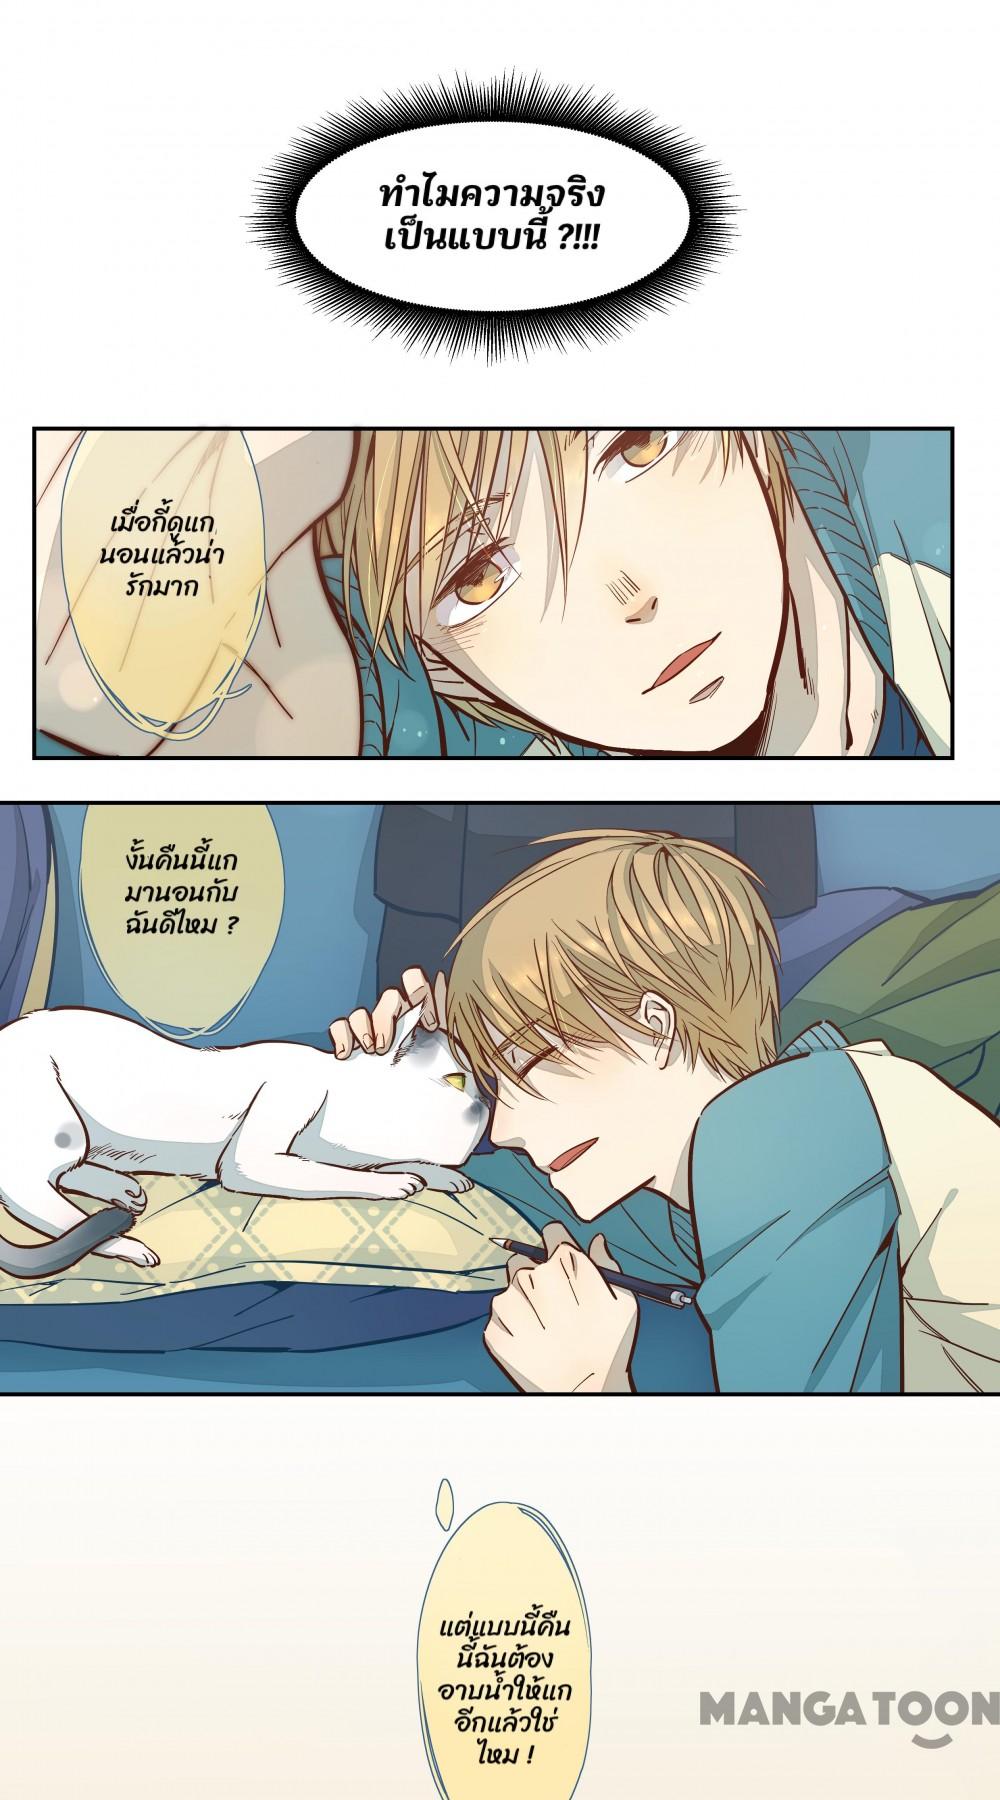 ทำไมความจริง
เป็นแบบนี้ ?!!!
เมื่อกี้ดูแก
นอนแล้วน่า
รักมาก
งั้นคืนนี้แก
มานอนกับ
ฉันดีไหม ?
แต่แบบนี้คืน
นี้ฉันต้อง
อาบน้ำให้แก
อีกแล้วใช่
ไหม !
MANGATOON